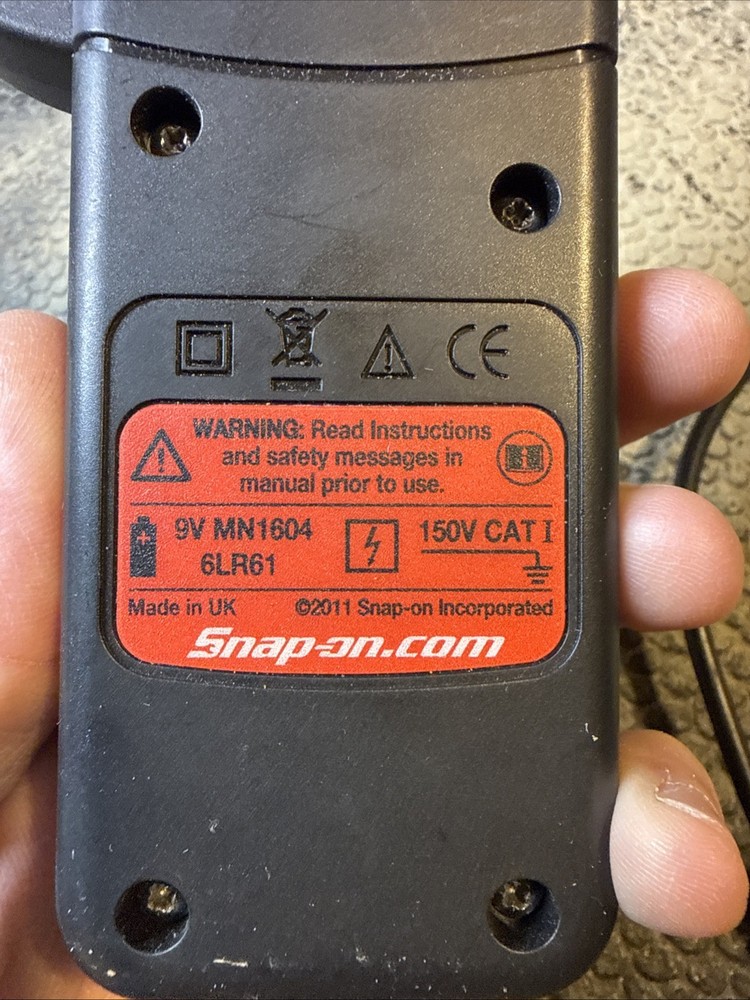 CE
WARNING: Read Instructions
and safety messages in
manual prior to use.
9V MN1604
6LR61
150V CAT I
Made in UK ©2011 Snap-on Incorporated
Snap-on.com